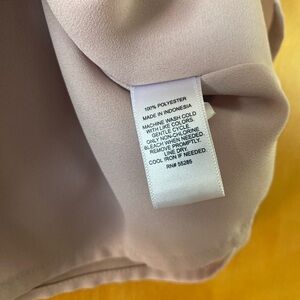 100% POLYESTER
MADE IN INDONESIA
MACHINE WASH COLD
WITH LIKE COLORS.
GENTLE CYCLE.
ONLY NON-CHLORINE
BLEACH WHEN NEEDED.
REMOVE PROMPTLY.
LINE DRY.
COOL IRON IF NEEDED.
RN# 55285